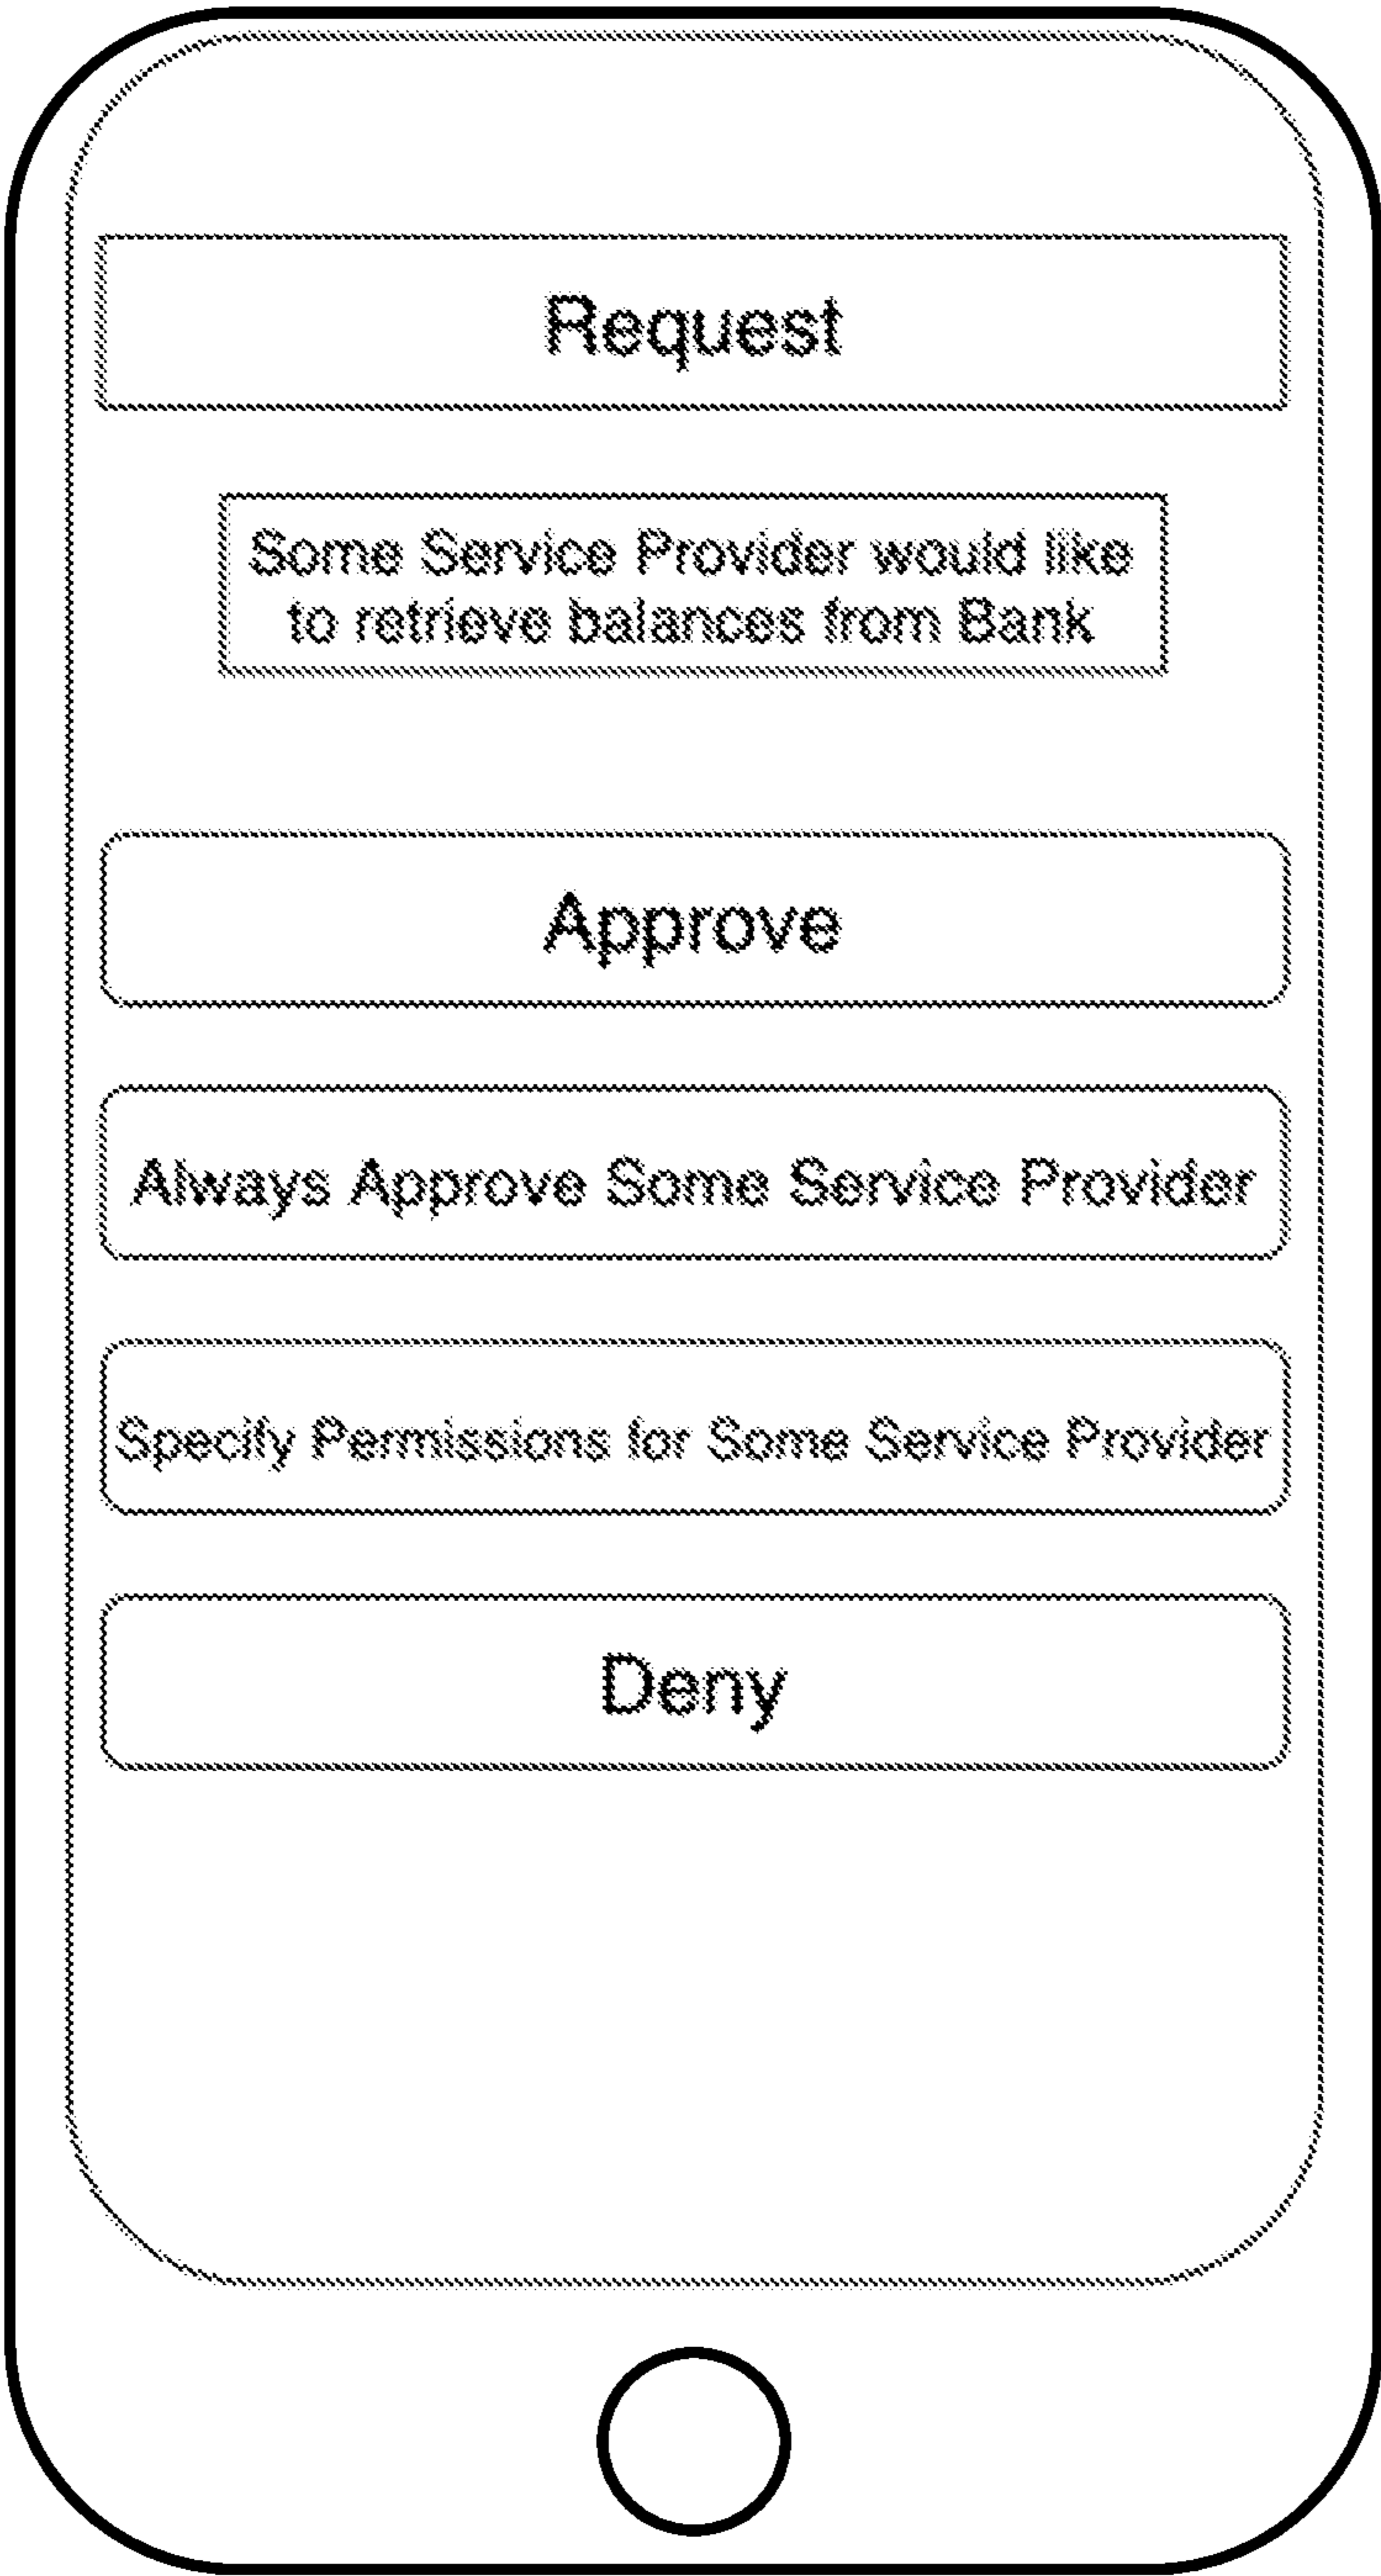 Request
Some Service Provider would like
to retrieve balances from Bank
Approve
Always Approve Some Service Provider
Specify Permissions for Some Service Provider
Deny